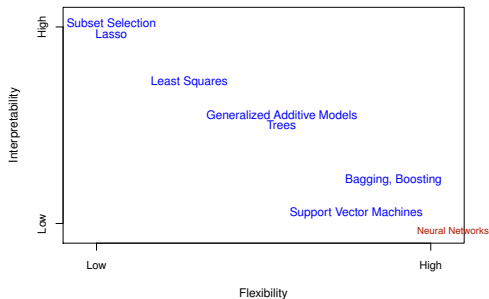 High
Subset Selection
Lasso
Least Squares
Interpretability
Generalized Additive Models
Trees
Bagging, Boosting
Support Vector Machines
Low
Neural Networks
Low
High
Flexibility